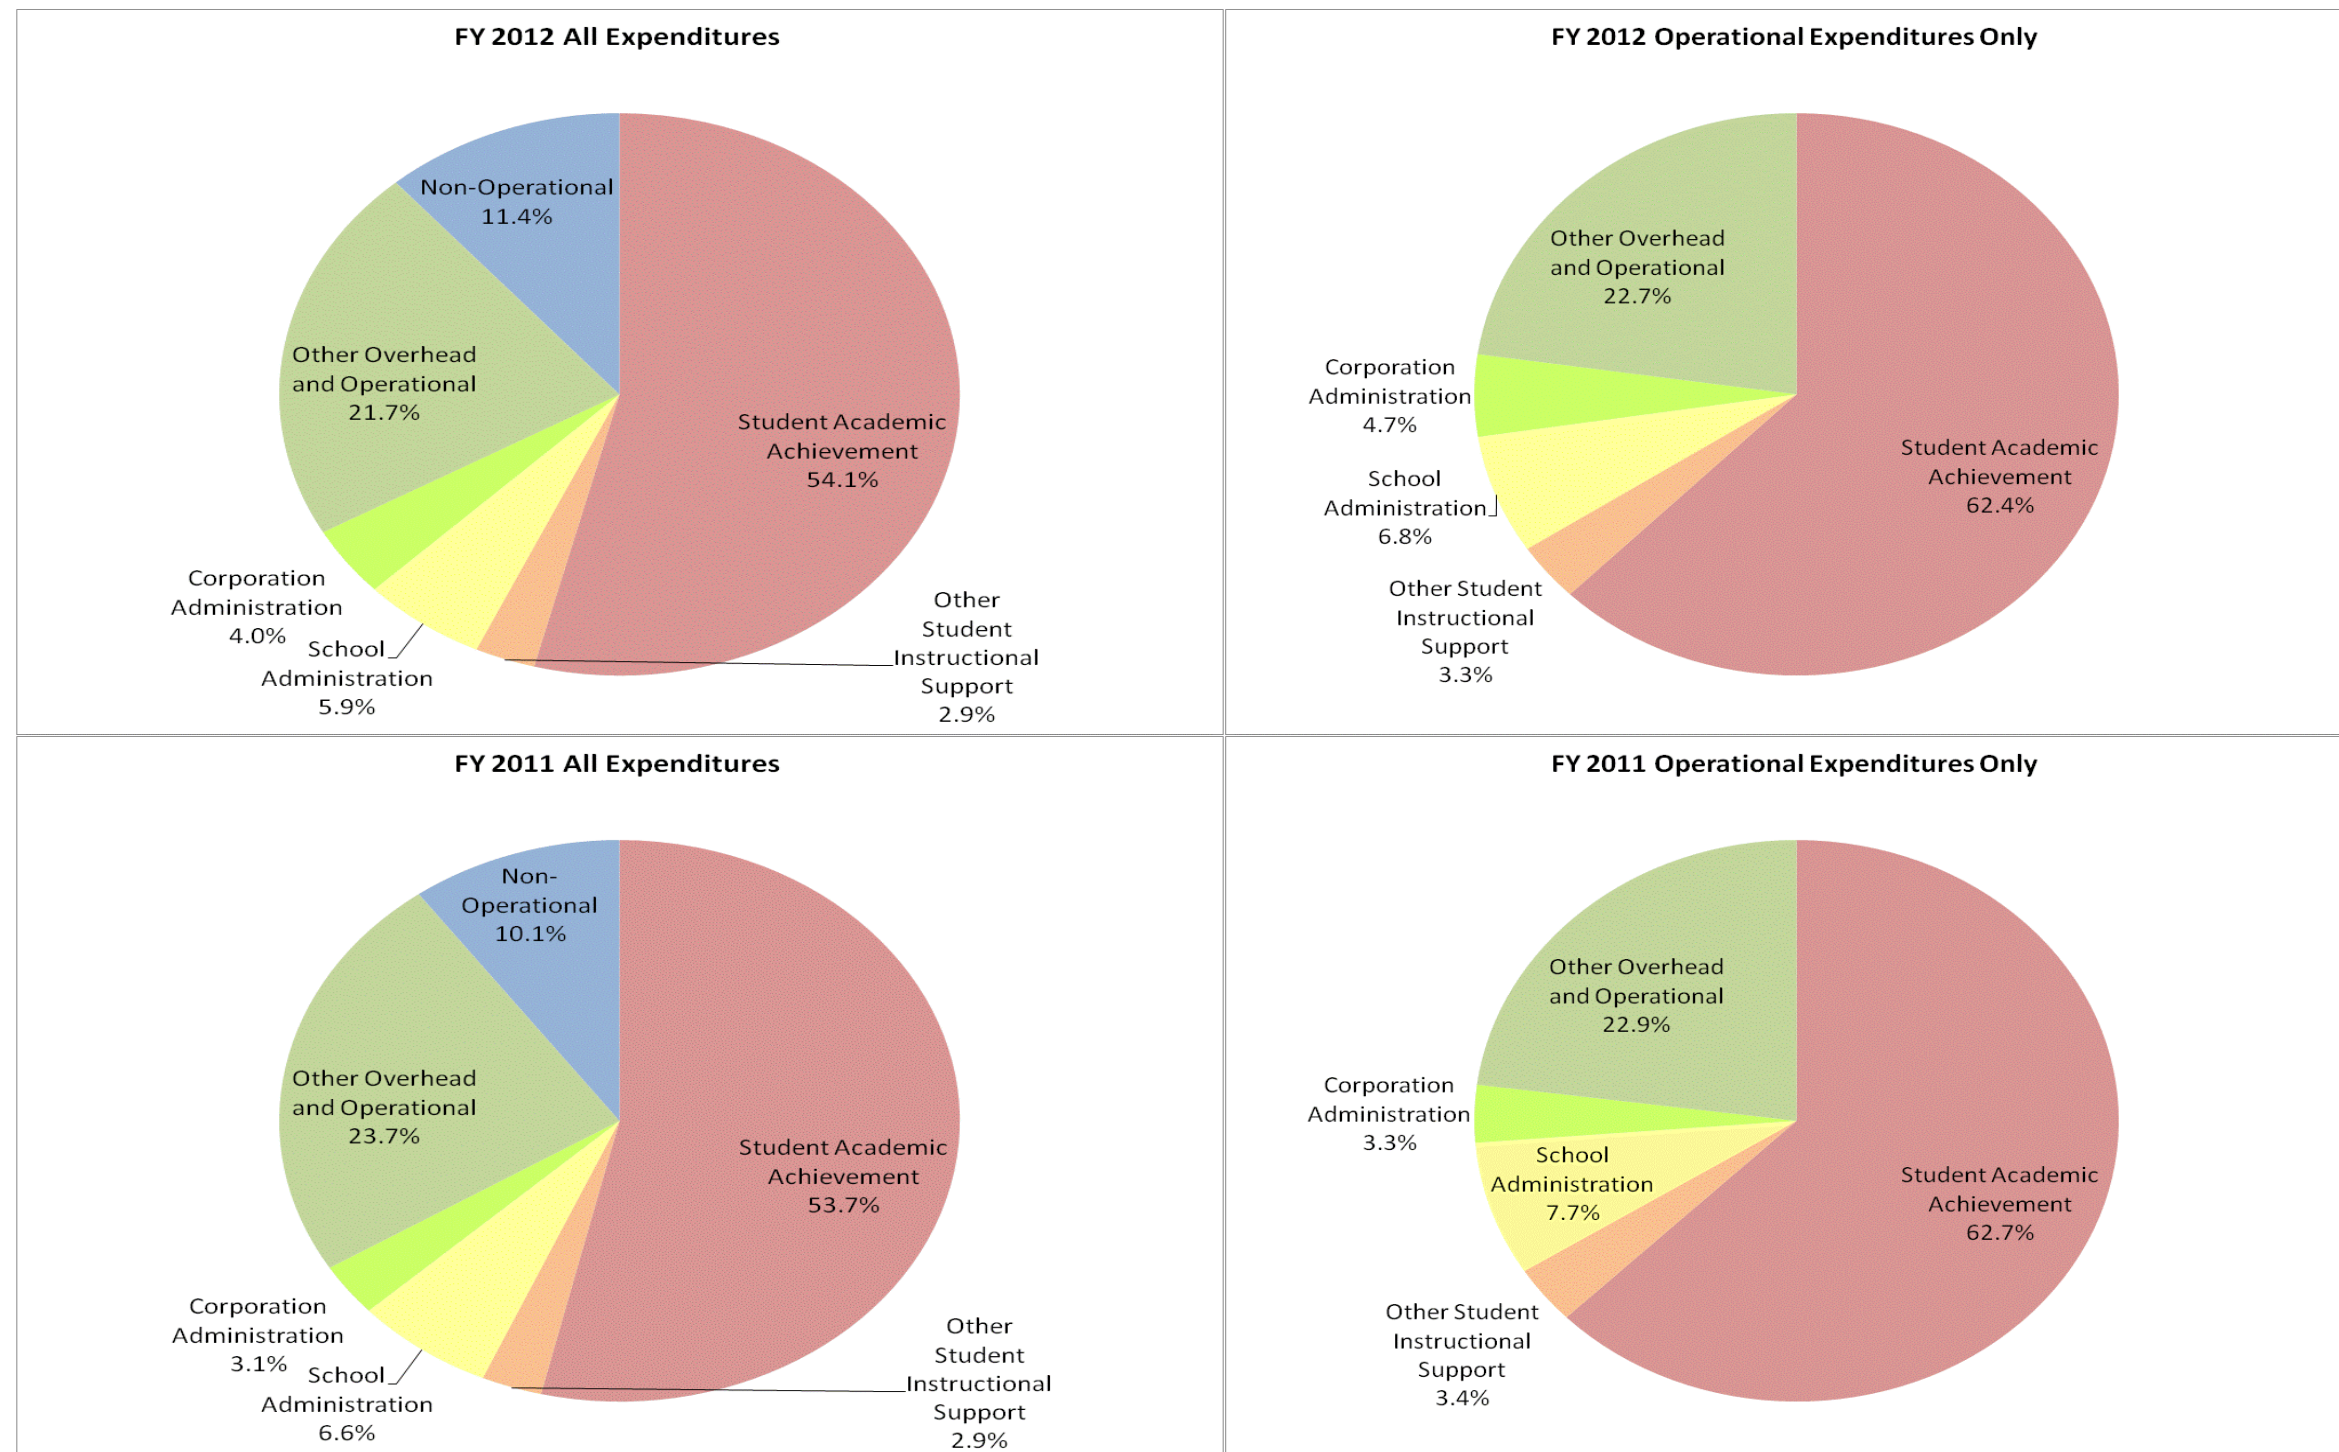 FY 2012 All Expenditures
Non-Operational
11.4%
Other Overhead
and Operational
21.7%
Student Academic
Achievement
54.1%
Corporation
Administration
4.0%
School
Administration
5.9%
Other
Student
Instructional
Support
2.9%
FY 2012 Operational Expenditures Only
Other Overhead
and Operational
22.7%
Corporation
Administration
4.7%
School
Administration
6.8%
Student Academic
Achievement
62.4%
Other Student
Instructional
Support
3.3%
FY 2011 All Expenditures
Non-
Operational
10.1%
Other Overhead
and Operational
23.7%
Student Academic
Achievement
53.7%
Corporation
Administration
3.1%
School
Administration
6.6%
Other
Student
Instructional
Support
2.9%
FY 2011 Operational Expenditures Only
Other Overhead
and Operational
22.9%
Corporation
Administration
3.3%
School
Administration
7.7%
Student Academic
Achievement
62.7%
Other Student
Instructional
Support
3.4%